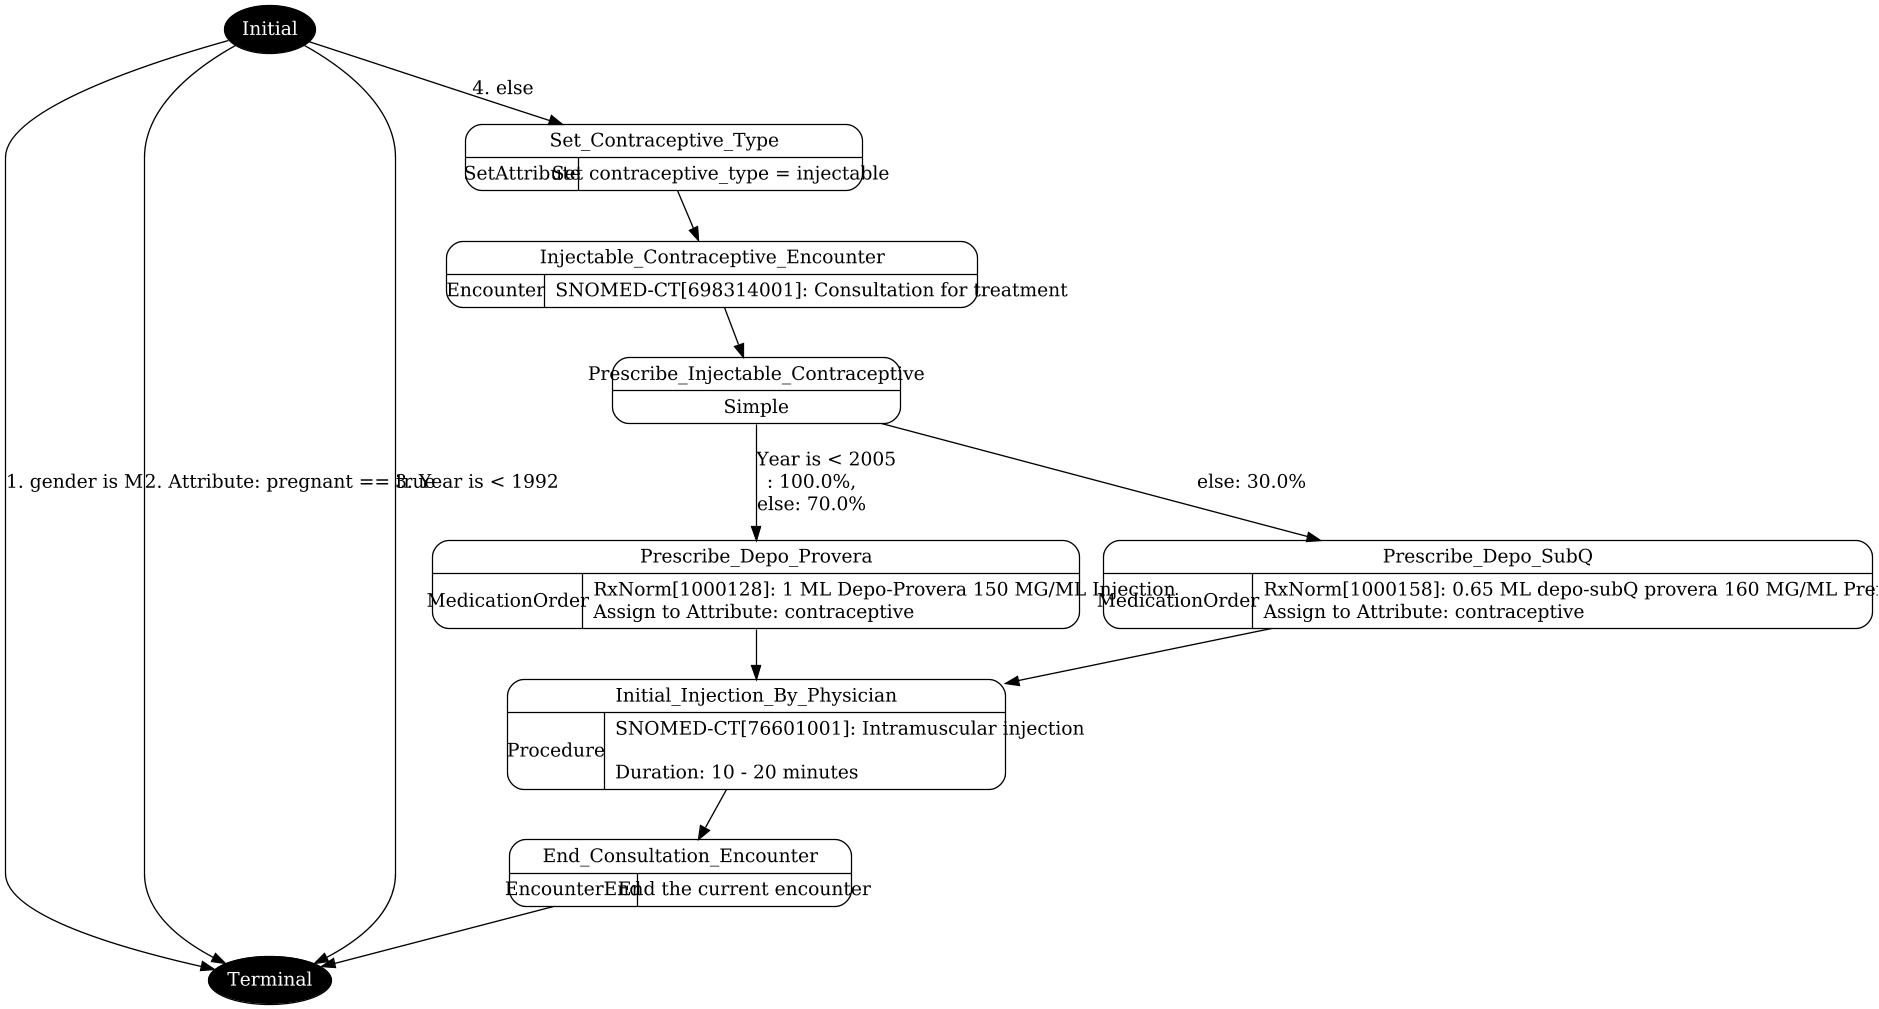 Initial
4. else
Set_Contraceptive_Type
SetAttribute
Set contraceptive_type = injectable
Injectable_Contraceptive_Encounter
Encounter
SNOMED-CT[698314001]: Consultation for treatment
Prescribe_Injectable_Contraceptive
Simple
1. gender is M
2. Attribute: pregnant == true
3. Year is < 1992
Year is < 2005
: 100.0%,
else: 70.0%
else: 30.0%
Prescribe_Depo_Provera
MedicationOrder
RxNorm[1000128]: 1 ML Depo-Provera 150 MG/ML Injection
Assign to Attribute: contraceptive
Prescribe_Depo_SubQ
MedicationOrder
RxNorm[1000158]: 0.65 ML depo-subQ provera 160 MG/ML
Assign to Attribute: contraceptive
Initial_Injection_By_Physician
Procedure
SNOMED-CT[76601001]: Intramuscular injection
Duration: 10 - 20 minutes
End_Consultation_Encounter
EncounterEnd
End the current encounter
Terminal